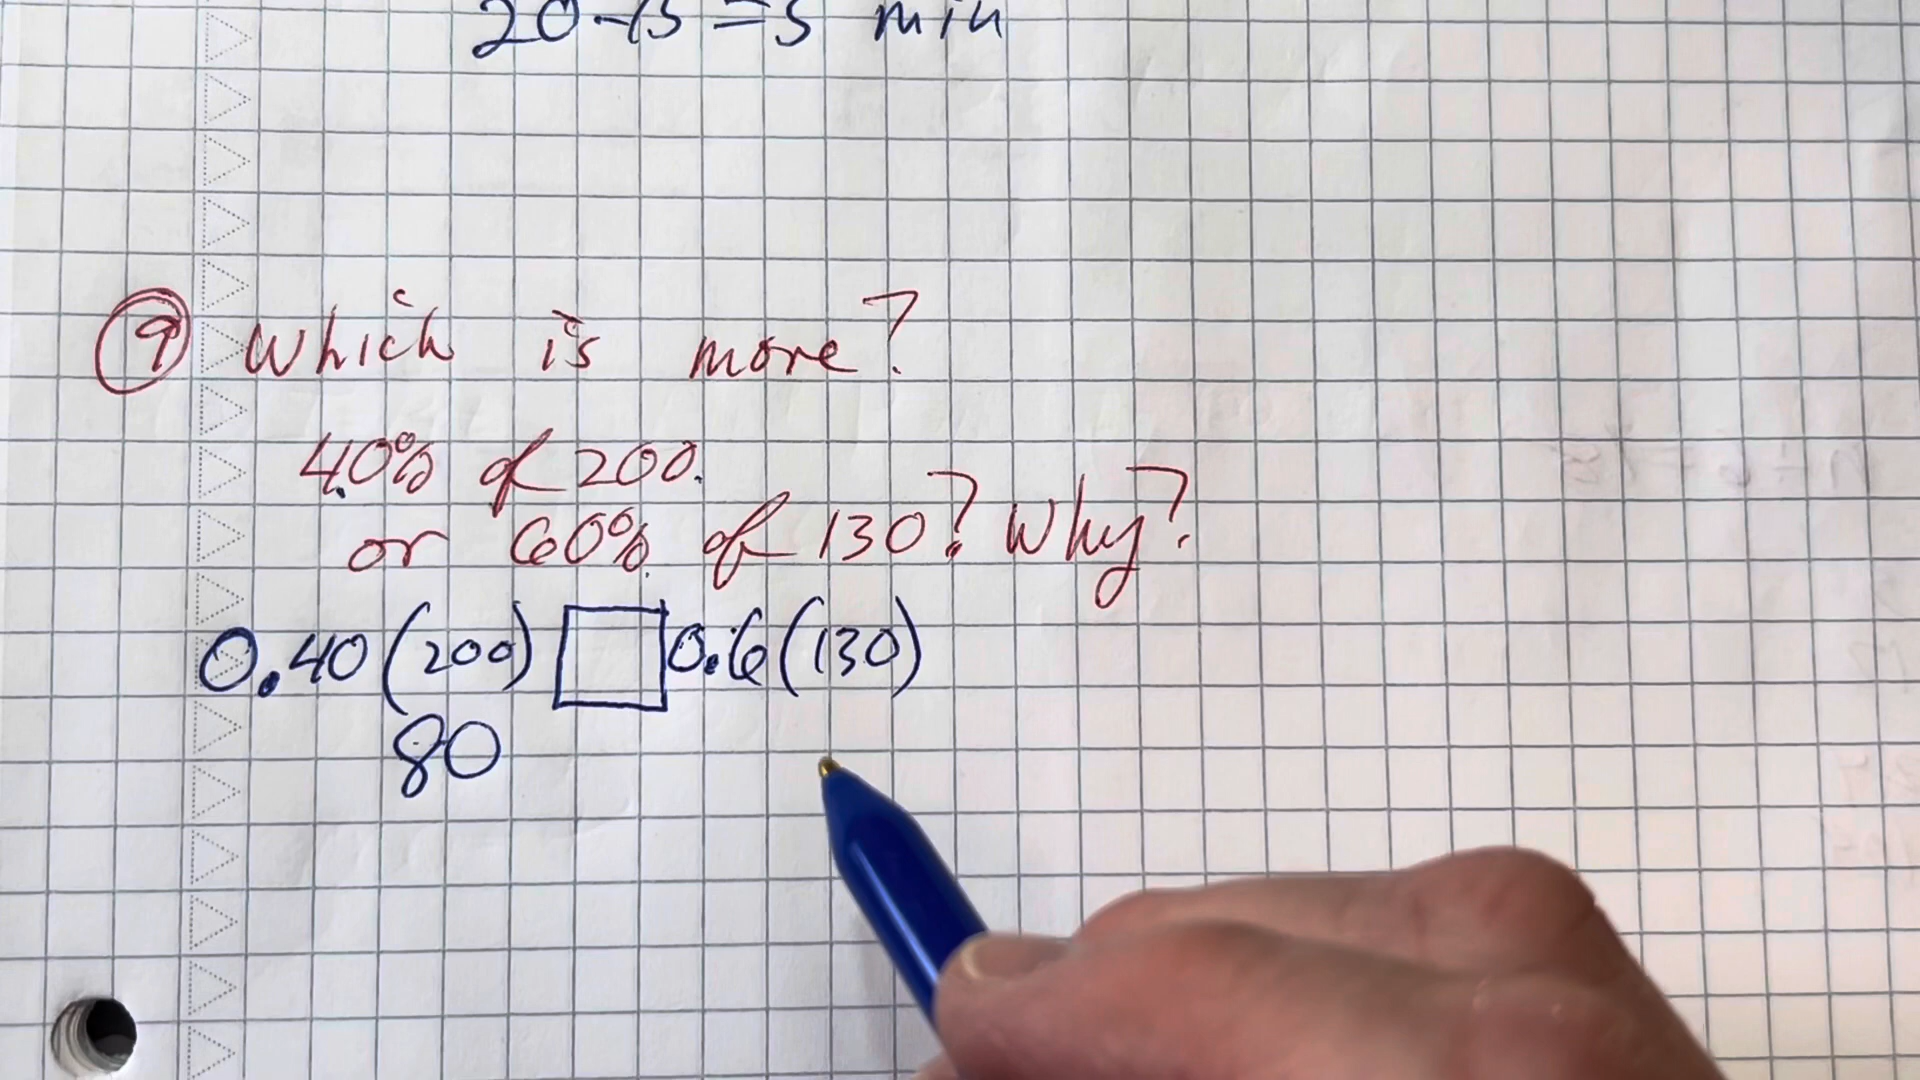 20-15=5 min
9 Which is more?
40% of 200.
or 60% of 130? Why?
0.40(200) □ 0.6(130)
80